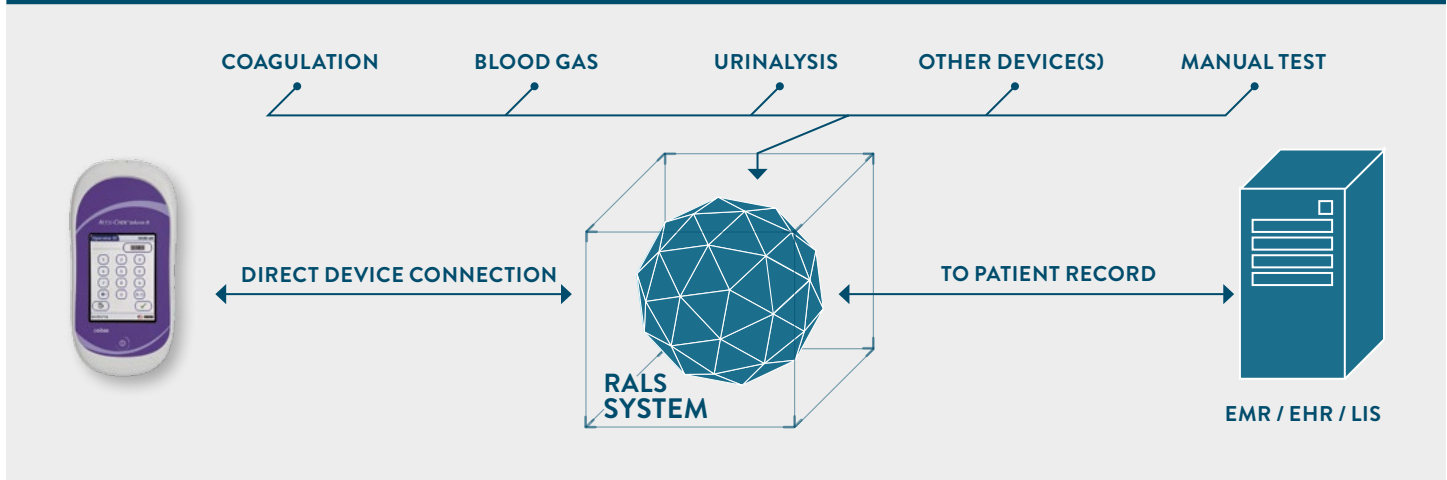 COAGULATION
BLOOD GAS
URINALYSIS
OTHER DEVICE(S)
MANUAL TEST
DIRECT DEVICE CONNECTION
TO PATIENT RECORD
RALS
SYSTEM
EMR / EHR / LIS